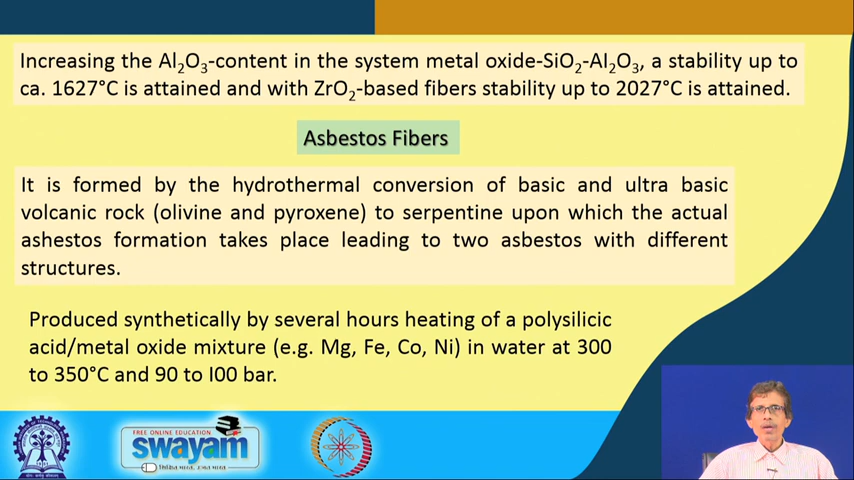 Increasing the Al₂O₃-content in the system metal oxide-SiO₂-AI₂O₃, a stability up to
ca. 1627°C is attained and with ZrO₂-based fibers stability up to 2027°C is attained.
Asbestos Fibers
It is formed by the hydrothermal conversion of basic and ultra basic
volcanic rock (olivine and pyroxene) to serpentine upon which the actual
ashestos formation takes place leading to two asbestos with different
structures.
Produced synthetically by several hours heating of a polysilicic
acid/metal oxide mixture (e.g. Mg, Fe, Co, Ni) in water at 300
to 350°C and 90 to I00 bar.
FREE ONLINE EDUCATION
swayam